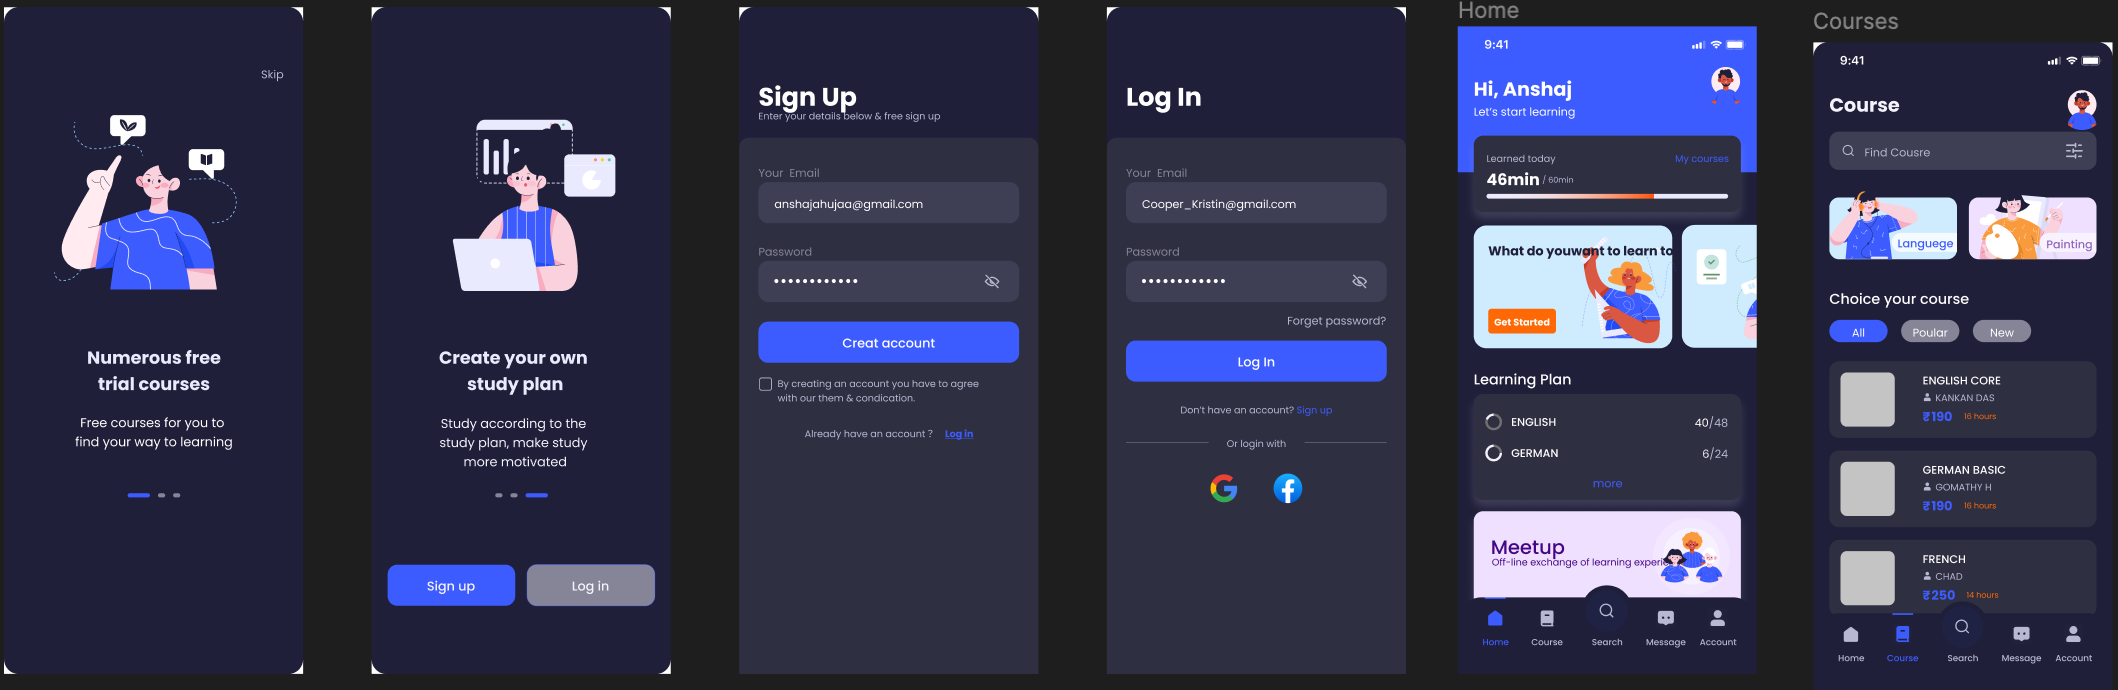 Skip
Numerous free
trial courses
Free courses for you to
find your way to learning
Create your own
study plan
Study according to the
study plan, make study
more motivated
Sign up
Log in
Sign Up
Enter your details below & free sign up
Your Email
anshajahujaa@gmail.com
Password
Creat account
By creating an account you have to agree
with our them & condication.
Already have an account ? Log in
Log In
Your Email
Cooper_Kristin@gmail.com
Password
Forget password?
Log In
Don't have an account? Sign up
Or login with
Home
9:41
Hi, Anshaj
Let's start learning
Learned today
My courses
46min / 60min
What do youwant to learn to
Get Started
Learning Plan
ENGLISH 40/48
GERMAN 6/24
more
Meetup
Off-line exchange of learning experi
Home
Course
Search
Message
Account
Courses
9:41
Course
Find Cousre
Languege
Painting
Choice your course
All
Poular
New
ENGLISH CORE
KANKAN DAS
₹190 16 hours
GERMAN BASIC
GOMATHY H
₹190 16 hours
FRENCH
CHAD
₹250 14 hours
Home
Course
Search
Message
Account